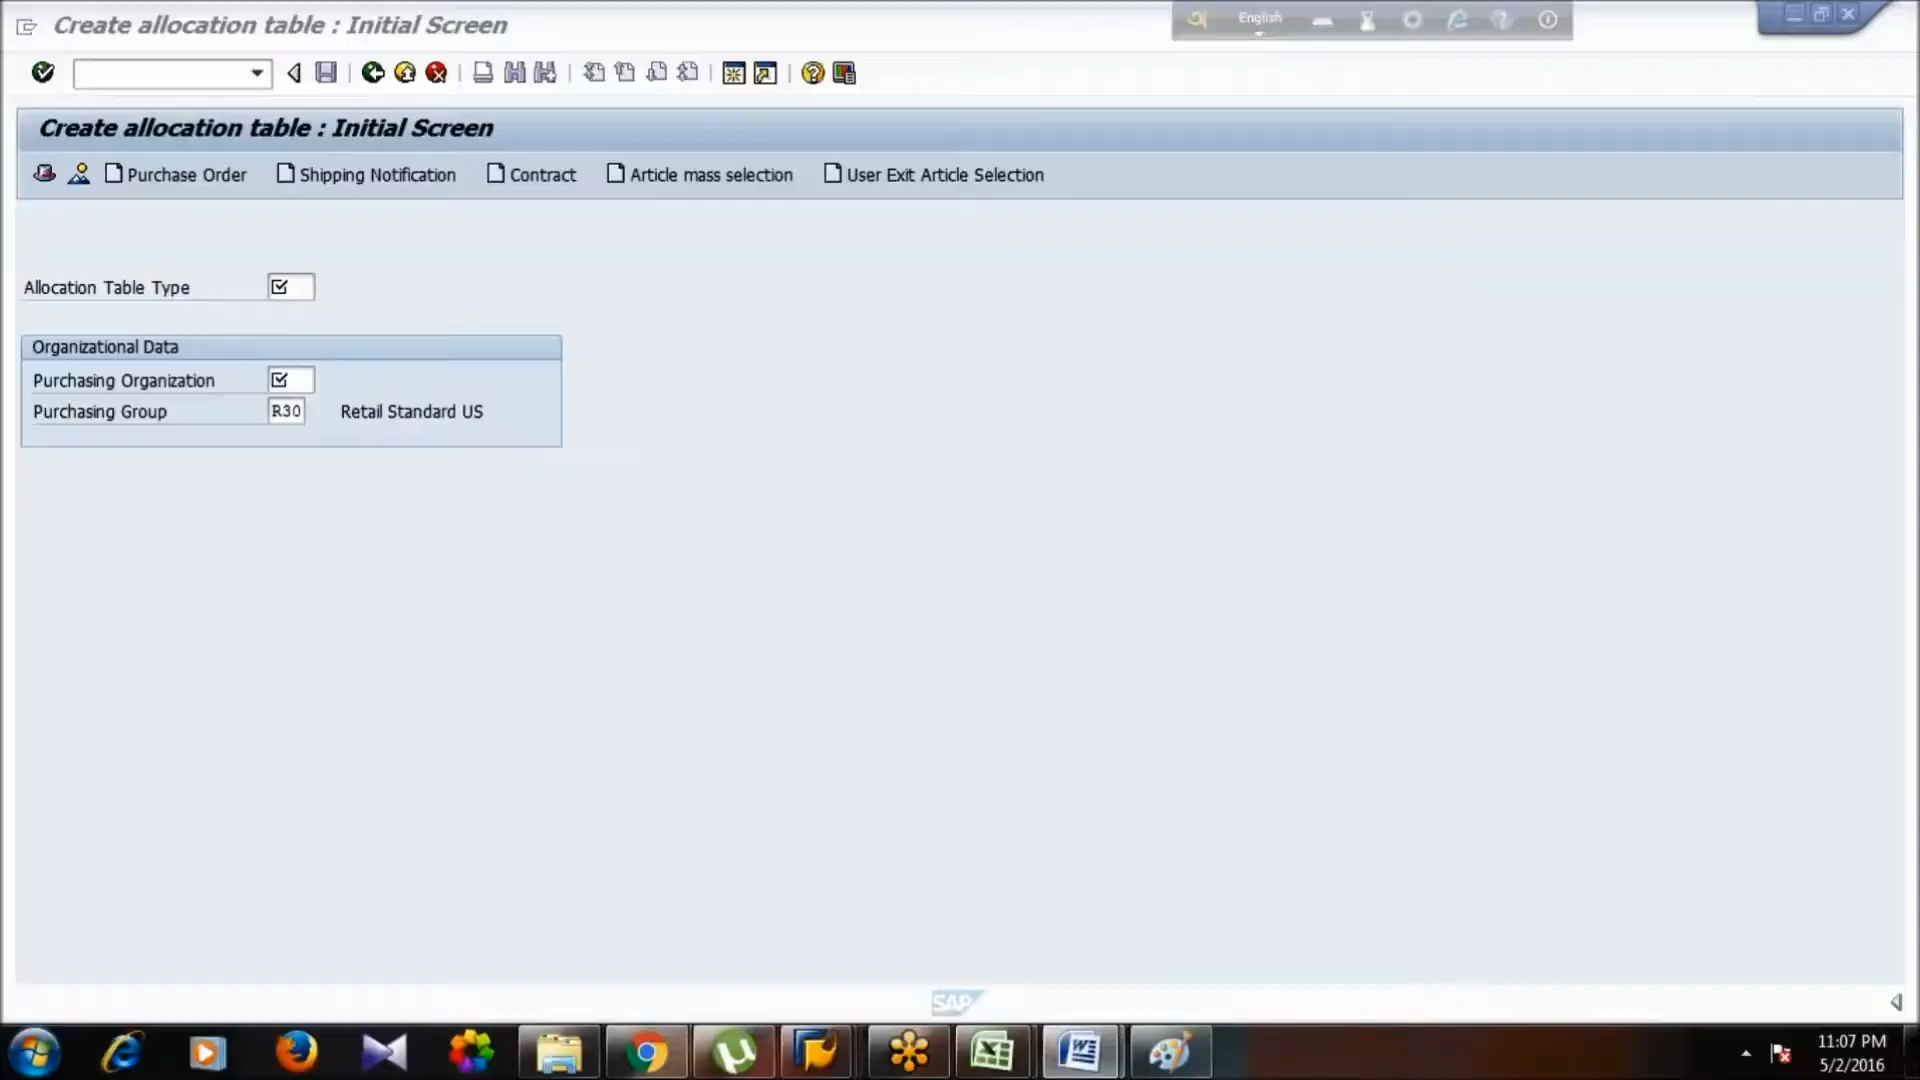 Create allocation table : Initial Screen
English
Create allocation table : Initial Screen
Purchase Order Shipping Notification Contract Article mass selection User Exit Article Selection
Allocation Table Type
Organizational Data
Purchasing Organization
Purchasing Group R30 Retail Standard US
SAP
11:07 PM
5/2/2016